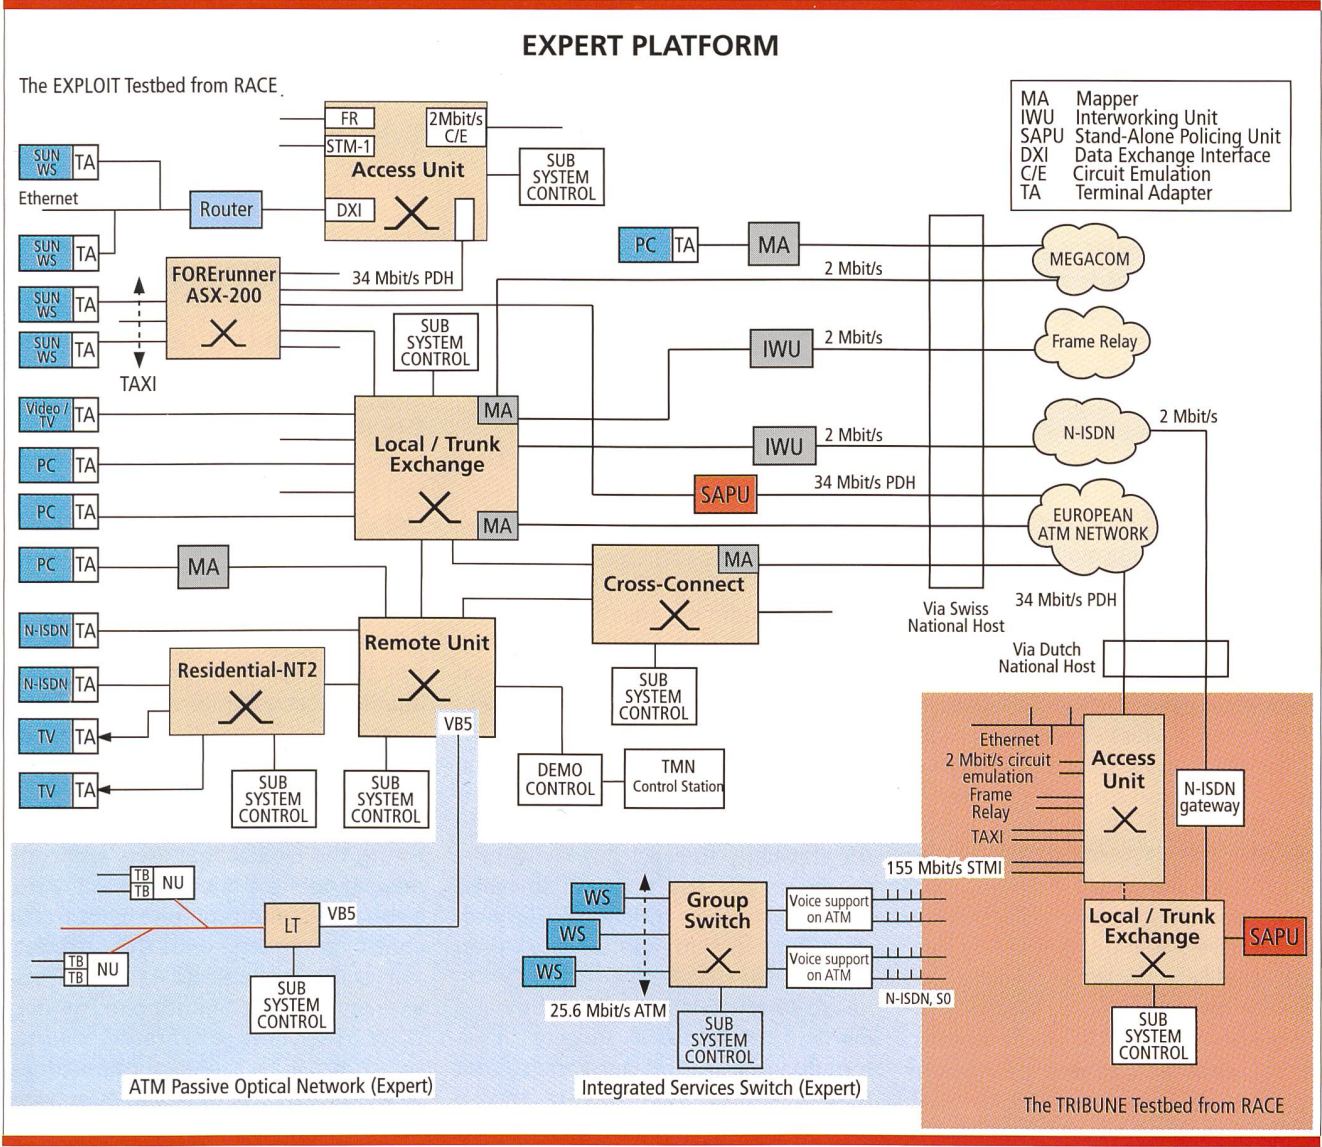 EXPERT PLATFORM
The EXPLOIT Testbed from RACE
MA Mapper
IWU Interworking Unit
SAPU Stand-Alone Policing Unit
DXI Data Exchange Interface
C/E Circuit Emulation
TA Terminal Adapter
FR
2Mbit/s
C/E
STM-1
Access Unit
DXI
SUB
SYSTEM
CONTROL
SUN
WS
TA
Ethernet
Router
SUN
WS
TA
FORErunner
ASX-200
34 Mbit/s PDH
SUN
WS
TA
SUN
WS
TA
TAXI
PC
TA
MA
2 Mbit/s
MEGACOM
SUB
SYSTEM
CONTROL
IWU
2 Mbit/s
Frame Relay
Video /
TV
TA
MA
Local / Trunk
Exchange
MA
IWU
2 Mbit/s
N-ISDN
2 Mbit/s
PC
TA
PC
TA
SAPU
34 Mbit/s PDH
EUROPEAN
ATM NETWORK
PC
TA
MA
MA
Cross-Connect
Via Swiss
National Host
34 Mbit/s PDH
Via Dutch
National Host
N-ISDN
TA
Remote Unit
VB5
N-ISDN
TA
Residential-NT2
SUB
SYSTEM
CONTROL
TV
TA
TV
TA
SUB
SYSTEM
CONTROL
SUB
SYSTEM
CONTROL
DEMO
CONTROL
TMN
Control Station
Ethernet
2 Mbit/s circuit
emulation
Frame
Relay
TAXI
155 Mbit/s STMI
Access
Unit
N-ISDN
gateway
TB
TB
NU
LT
VB5
TB
TB
NU
SUB
SYSTEM
CONTROL
ATM Passive Optical Network (Expert)
WS
WS
WS
25.6 Mbit/s ATM
Group
Switch
Voice support
on ATM
Voice support
on ATM
N-ISDN, S0
SUB
SYSTEM
CONTROL
Integrated Services Switch (Expert)
Local / Trunk
Exchange
SAPU
SUB
SYSTEM
CONTROL
The TRIBUNE Testbed from RACE